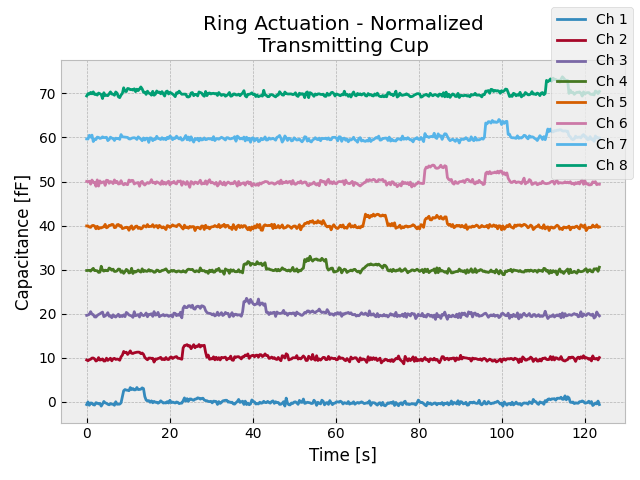 Ring Actuation - Normalized
Transmitting Cup
Ch 1
Ch 2
Ch 3
Ch 4
Ch 5
Ch 6
Ch 7
Ch 8
Capacitance [fF]
70
60
50
40
30
20
10
0
0 20 40 60 80 100 120
Time [s]